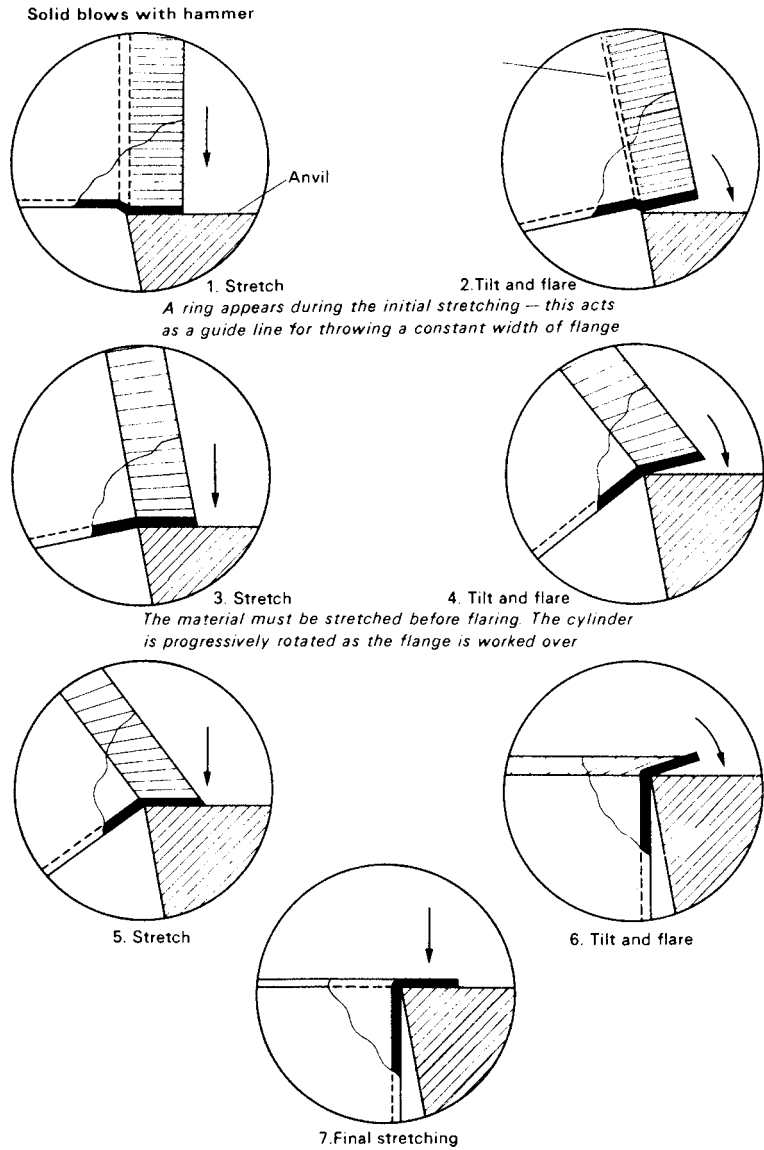 Solid blows with hammer
Anvil
1. Stretch
2.Tilt and flare
A ring appears during the initial stretching — this acts
as a guide line for throwing a constant width of flange
3. Stretch
4. Tilt and flare
The material must be stretched before flaring. The cylinder
is progressively rotated as the flange is worked over
5. Stretch
6. Tilt and flare
7.Final stretching